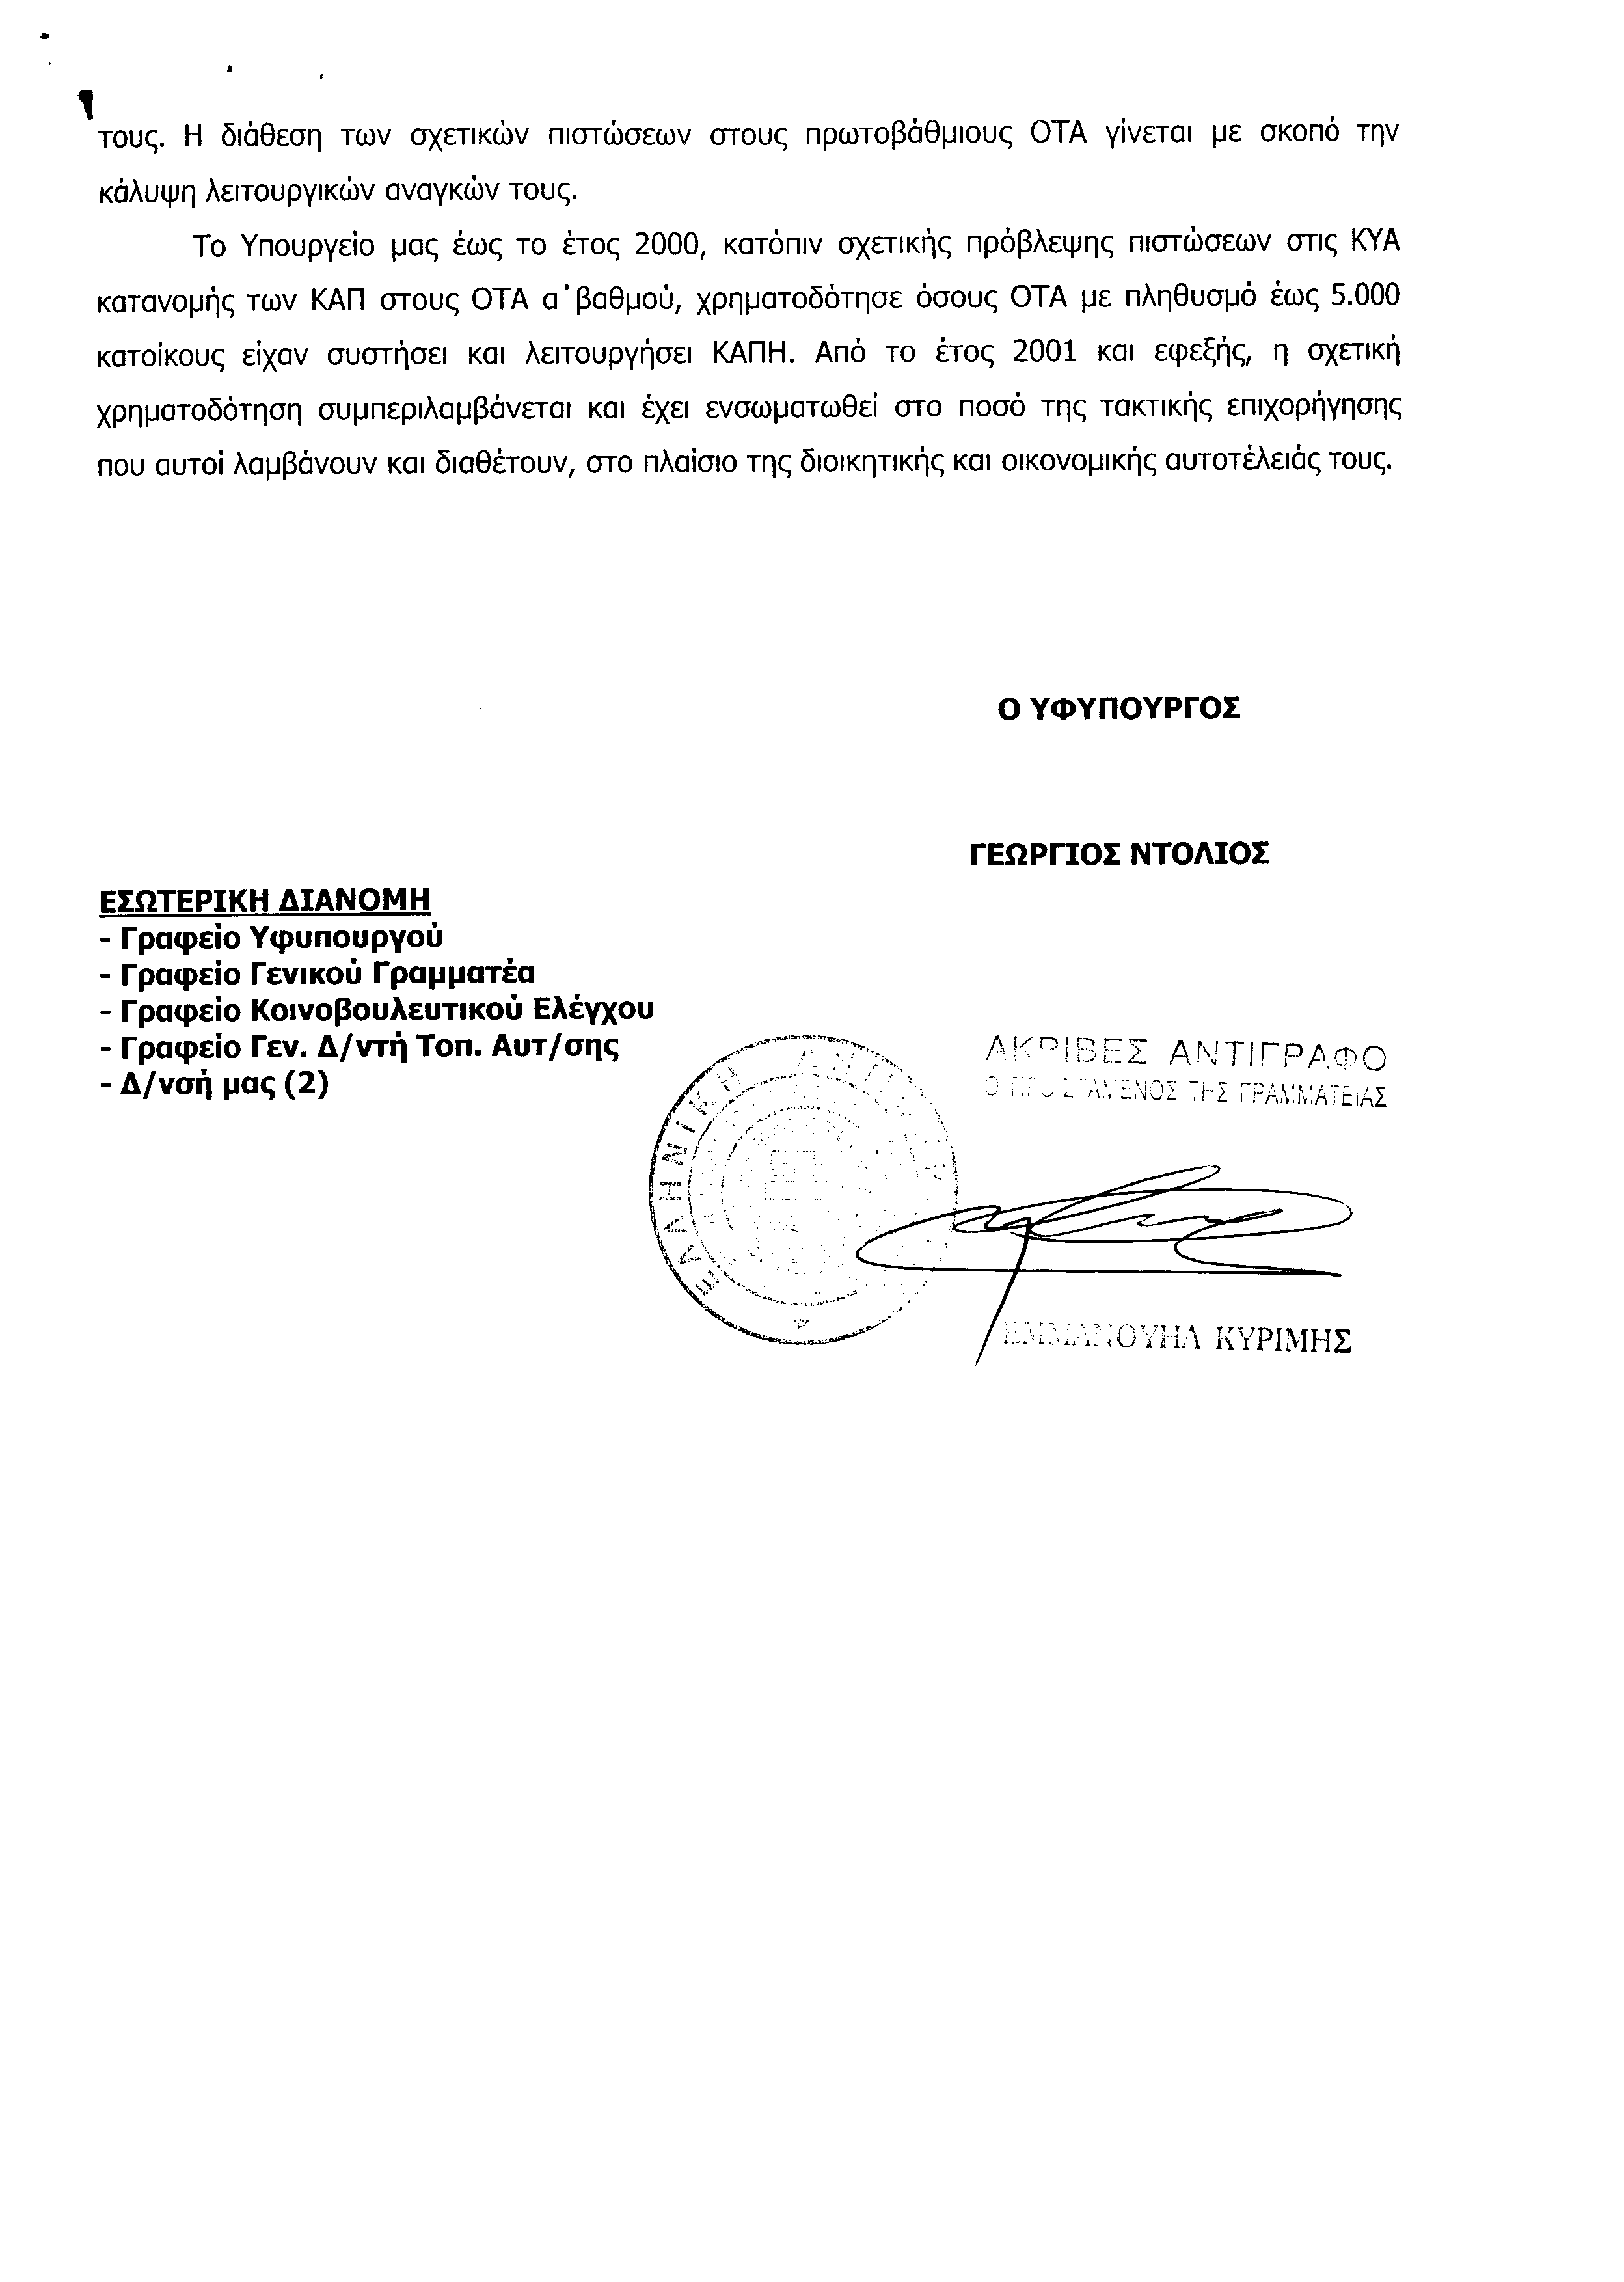 τους. Η διάθεση των σχετικών πιστώσεων στους πρωτοβάθμιους ΟΤΑ γίνεται με σκοπό την
κάλυψη λειτουργικών αναγκών τους.
Το Υπουργείο μας έως το έτος 2000, κατόπιν σχετικής πρόβλεψης πιστώσεων στις ΚΥΑ
κατανομής των ΚΑΠ στους ΟΤΑ α΄βαθμού, χρηματοδότησε όσους ΟΤΑ με πληθυσμό έως 5.000
κατοίκους είχαν συστήσει και λειτουργήσει ΚΑΠΗ. Από το έτος 2001 και εφεξής, η σχετική
χρηματοδότηση συμπεριλαμβάνεται και έχει ενσωματωθεί στο ποσό της τακτικής επιχορήγησης
που αυτοί λαμβάνουν και διαθέτουν, στο πλαίσιο της διοικητικής και οικονομικής αυτοτέλειάς τους.
Ο ΥΦΥΠΟΥΡΓΟΣ
ΓΕΩΡΓΙΟΣ ΝΤΟΛΙΟΣ
ΕΣΩΤΕΡΙΚΗ ΔΙΑΝΟΜΗ
- Γραφείο Υφυπουργού
- Γραφείο Γενικού Γραμματέα
- Γραφείο Κοινοβουλευτικού Ελέγχου
- Γραφείο Γεν. Δ/ντή Τοπ. Αυτ/σης
- Δ/νσή μας (2)
ΑΚΡΙΒΕΣ ΑΝΤΙΓΡΑΦΟ
Ο ΠΡΟΪΣΤΑΜΕΝΟΣ ΤΗΣ ΓΡΑΜΜΑΤΕΙΑΣ
ΕΛΛΗΝΙΚΗ
ΕΜΜΑΝΟΥΗΛ ΚΥΡΙΜΗΣ